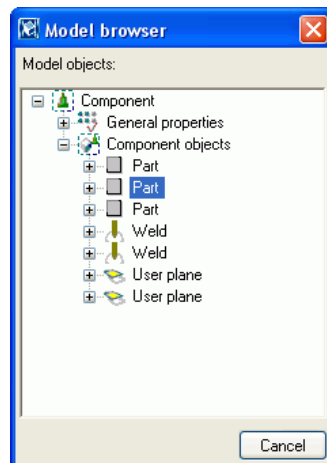 Model browser
Model objects:
Component
General properties
Component objects
Part
Part
Part
Weld
Weld
User plane
User plane
Cancel